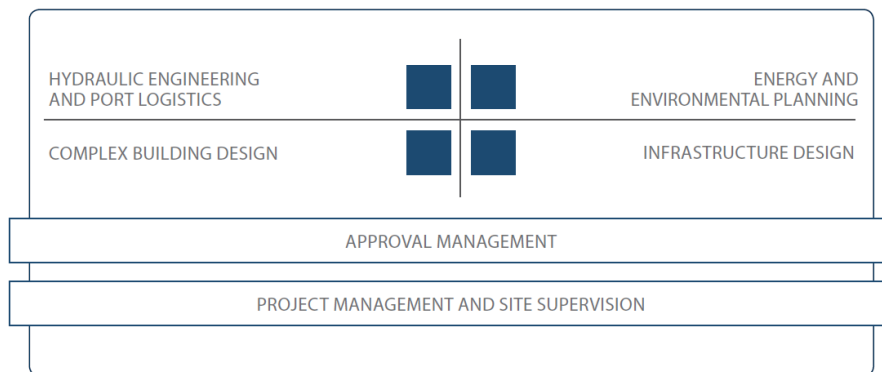 HYDRAULIC ENGINEERING
AND PORT LOGISTICS
ENERGY AND
ENVIRONMENTAL PLANNING
COMPLEX BUILDING DESIGN
INFRASTRUCTURE DESIGN
APPROVAL MANAGEMENT
PROJECT MANAGEMENT AND SITE SUPERVISION